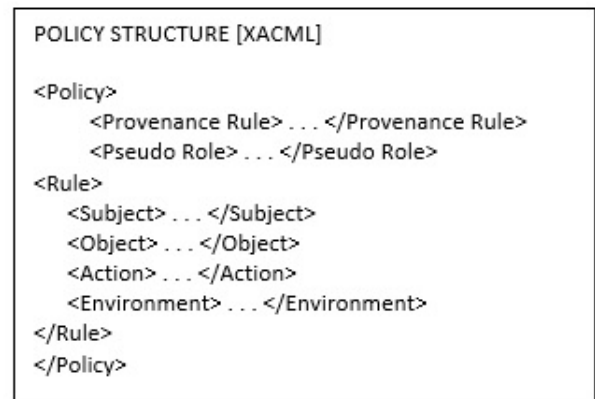 POLICY STRUCTURE [XACML]
<Policy>
<Provenance Rule> . . . </Provenance Rule>
<Pseudo Role> . . . </Pseudo Role>
<Rule>
<Subject> . . . </Subject>
<Object> . . . </Object>
<Action> . . . </Action>
<Environment> . . . </Environment>
</Rule>
</Policy>